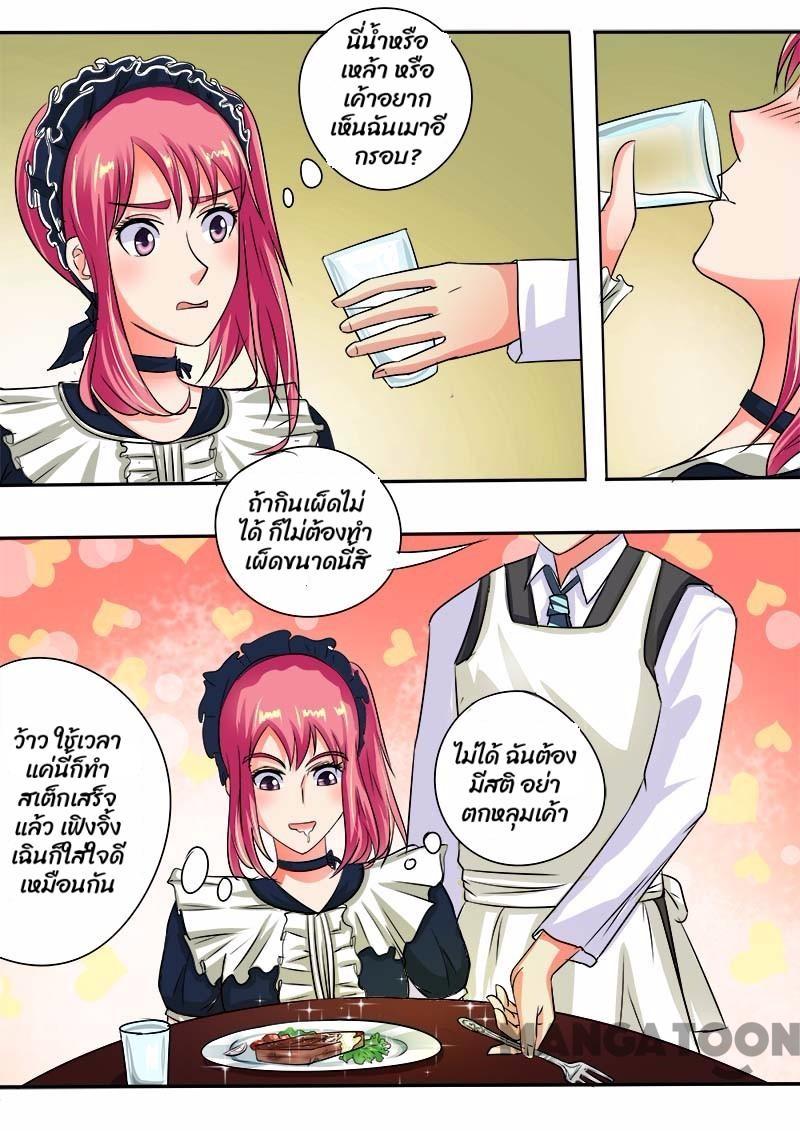 นี่น้ำหรือ
เหล้า หรือ
เค้าอยาก
เห็นฉันเมาอี
กรอบ?
ถ้ากินเผ็ดไม่
ได้ ก็ไม่ต้องทำ
เผ็ดขนาดนี้สิ
ว้าว ใช้เวลา
แค่นี้ก็ทำ
สเต็กเสร็จ
แล้ว เฟิงจิ้ง
เฉินก็ใส่ใจดี
เหมือนกัน
ไม่ได้ ฉันต้อง
มีสติ อย่า
ตกหลุมเค้า
MANGATOON